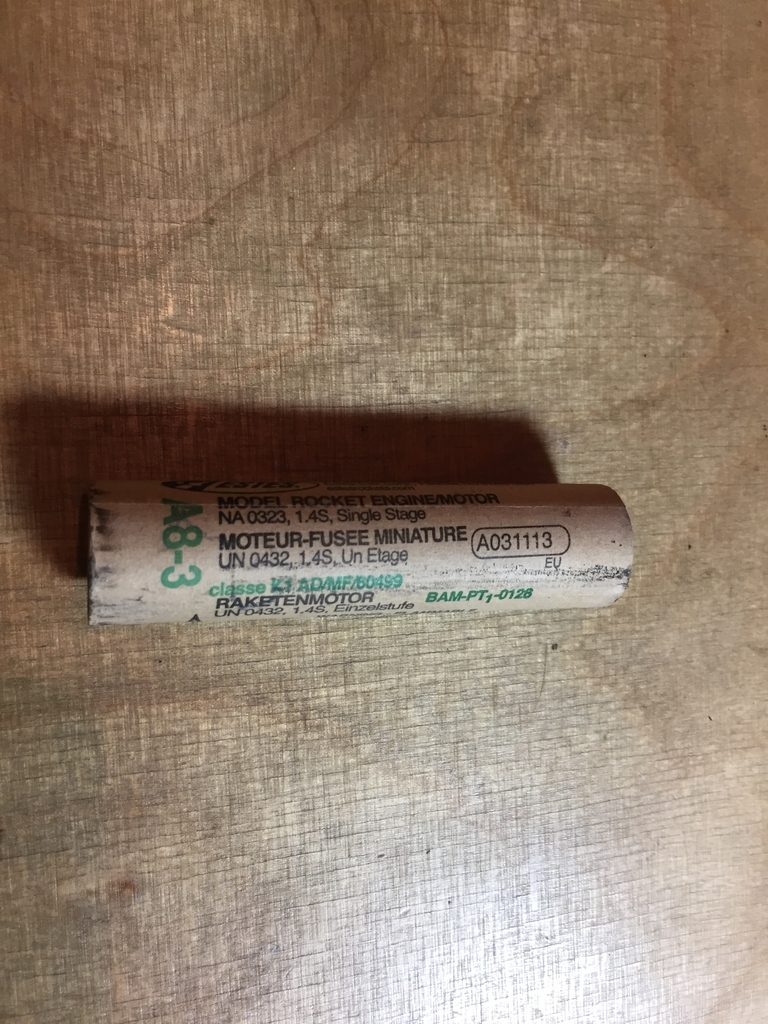 ESTES
A8-3
MODEL ROCKET ENGINE/MOTOR
NA 0323, 1.4S, Single Stage
MOTEUR-FUSEE MINIATURE
UN 0432, 1.4S, Un Etage
A031113
EU
classe K1 AD/MF/60499
RAKETENMOTOR
BAM-PT1-0128
UN 0432, 1.4S, Einzelstufe